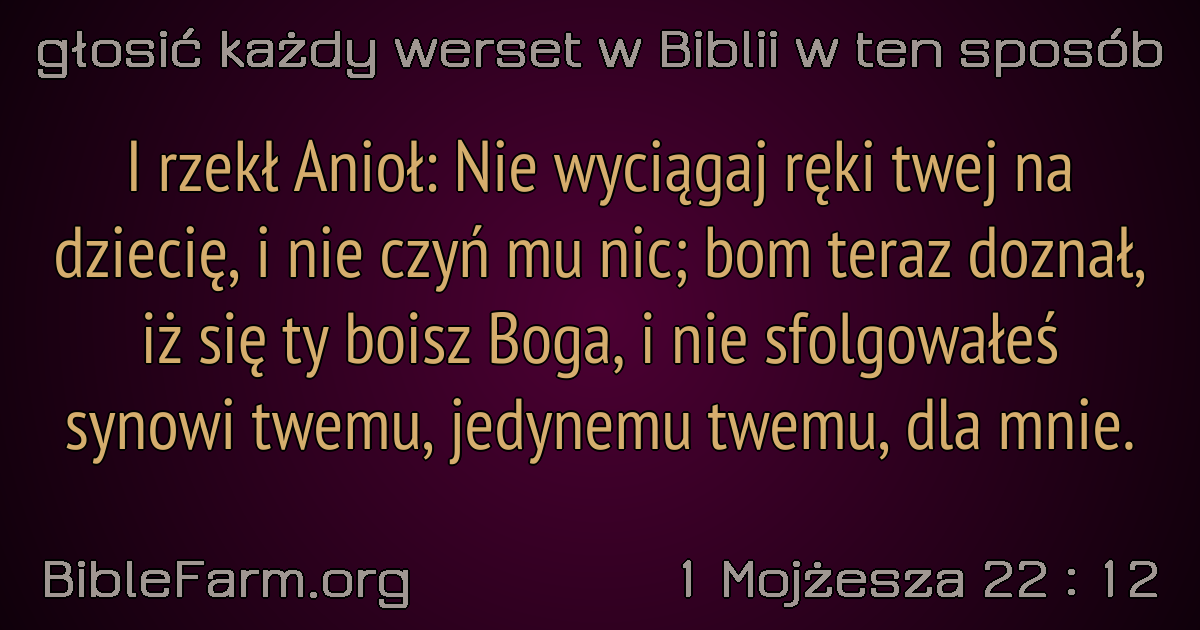 głosić każdy werset w Biblii w ten sposób
I rzekł Anioł: Nie wyciągaj ręki twej na
dziecię, i nie czyń mu nic; bom teraz doznał,
iż się ty boisz Boga, i nie sfolgowałeś
synowi twemu, jedynemu twemu, dla mnie.
BibleFarm.org
1 Mojżesza 22 : 12